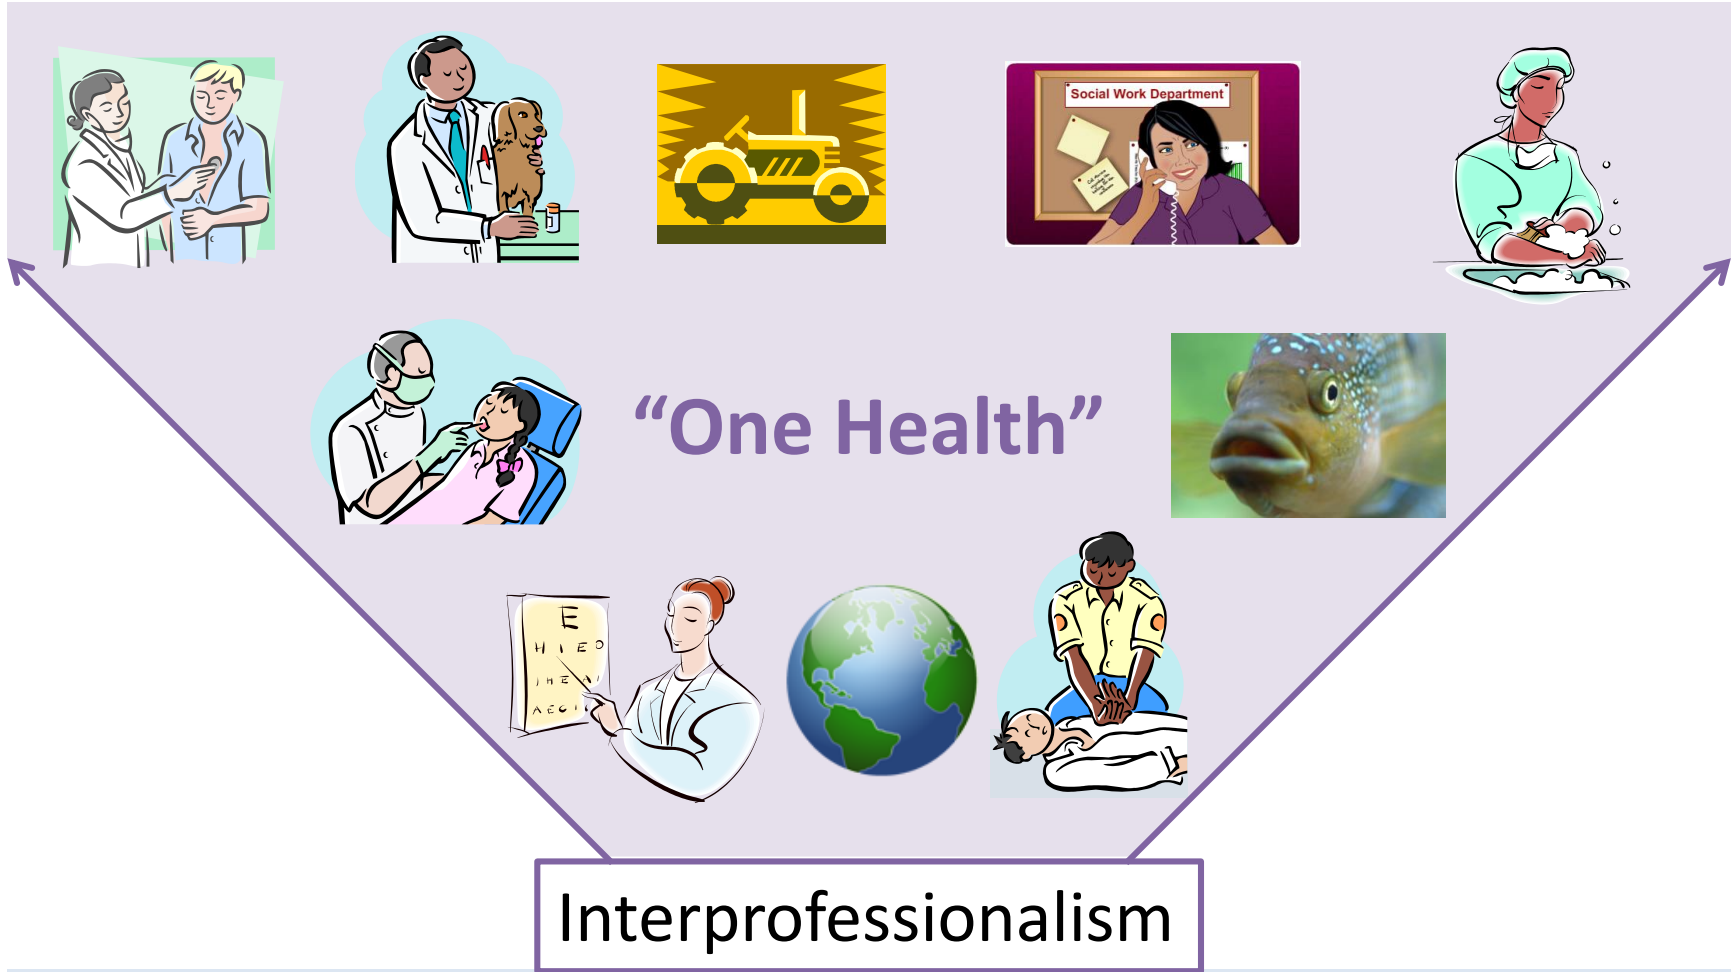 Social Work Department
“One Health”
E
H I E O
I H E A
A E G I
Interprofessionalism